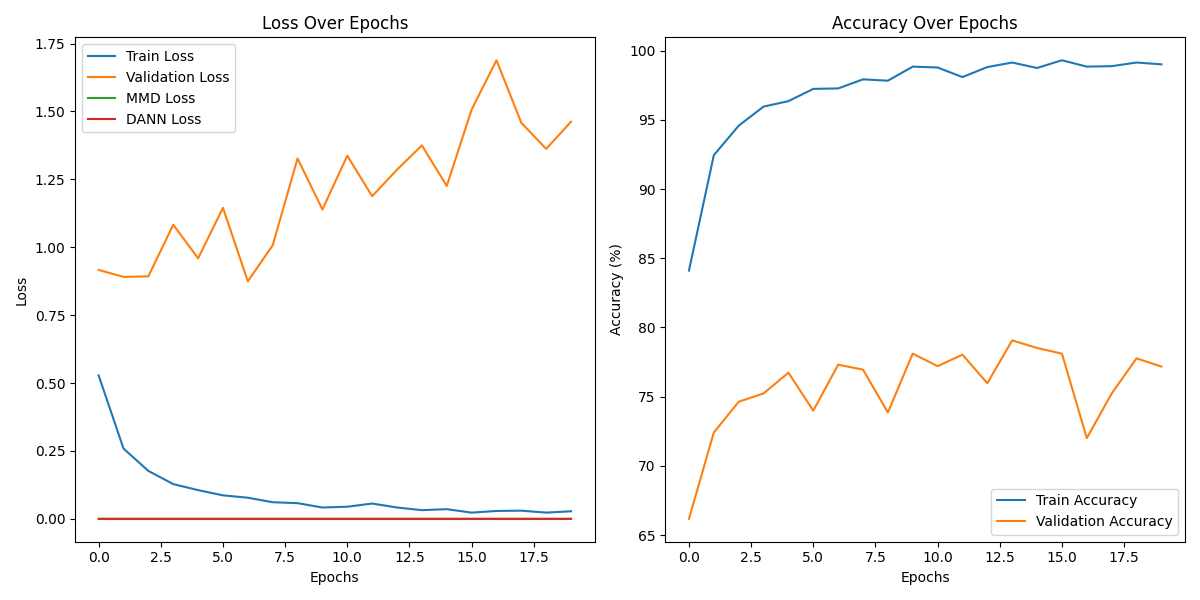 Loss Over Epochs
Train Loss
Validation Loss
MMD Loss
DANN Loss
Loss
1.75
1.50
1.25
1.00
0.75
0.50
0.25
0.00
0.0 2.5 5.0 7.5 10.0 12.5 15.0 17.5
Epochs
Accuracy Over Epochs
Accuracy (%)
100
95
90
85
80
75
70
65
Train Accuracy
Validation Accuracy
0.0 2.5 5.0 7.5 10.0 12.5 15.0 17.5
Epochs